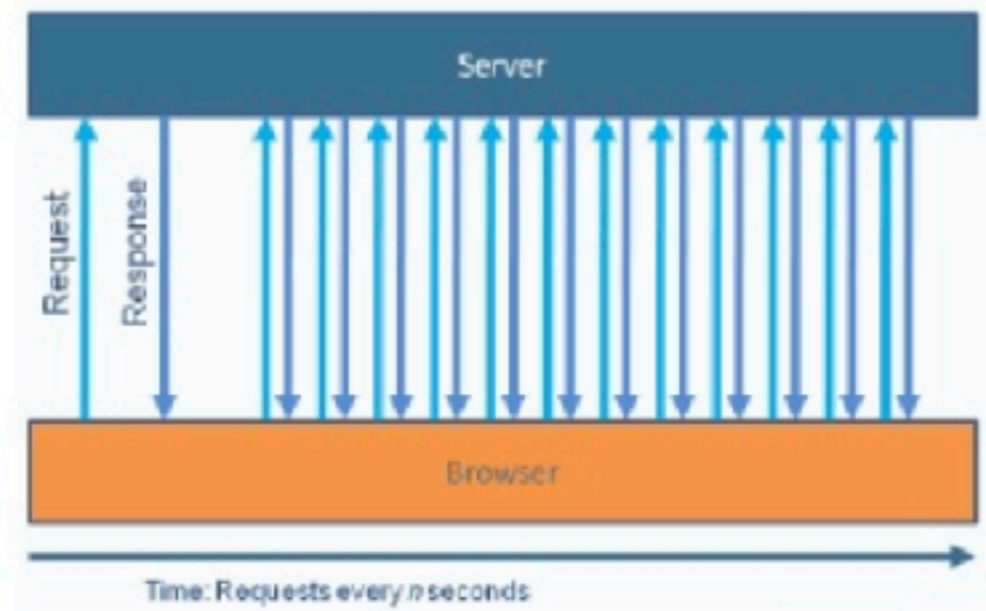 Server
Request
Response
Browser
Time: Requests every n seconds